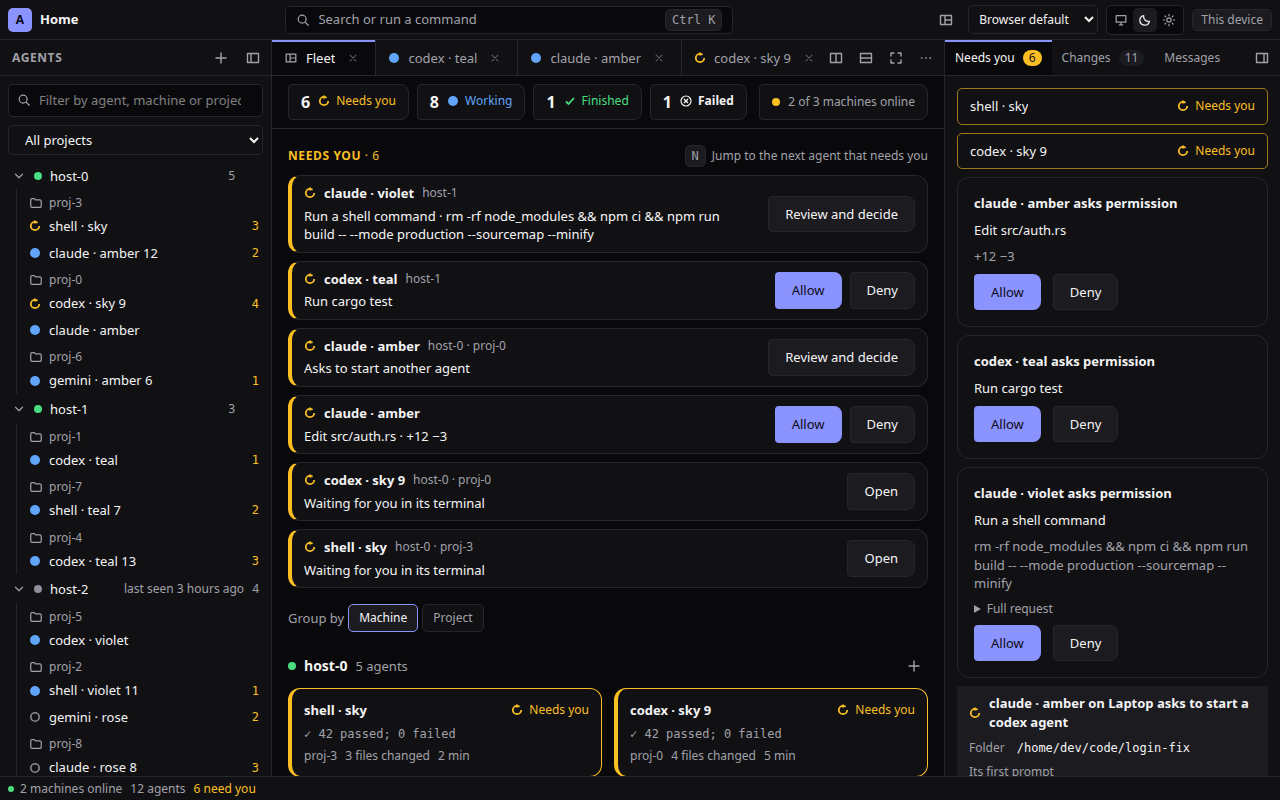 A Home
Search or run a command Ctrl K
Browser default
This device
AGENTS
Filter by agent, machine or projec
All projects
host-0 5
proj-3
shell · sky 3
claude · amber 12 2
proj-0
codex · sky 9 4
claude · amber
proj-6
gemini · amber 6 1
host-1 3
proj-1
codex · teal 1
proj-7
shell · teal 7 2
proj-4
codex · teal 13 3
host-2 last seen 3 hours ago 4
proj-5
codex · violet
proj-2
shell · violet 11 1
gemini · rose 2
proj-8
claude · rose 8 3
Fleet
codex · teal
claude · amber
codex · sky 9
6 Needs you
8 Working
1 Finished
1 Failed
2 of 3 machines online
NEEDS YOU · 6
N Jump to the next agent that needs you
claude · violet host-1
Run a shell command · rm -rf node_modules && npm ci && npm run
build -- --mode production --sourcemap --minify
Review and decide
codex · teal host-1
Run cargo test
Allow Deny
claude · amber host-0 · proj-0
Asks to start another agent
Review and decide
claude · amber
Edit src/auth.rs · +12 −3
Allow Deny
codex · sky 9 host-0 · proj-0
Waiting for you in its terminal
Open
shell · sky host-0 · proj-3
Waiting for you in its terminal
Open
Group by Machine Project
host-0 5 agents
shell · sky Needs you
✓ 42 passed; 0 failed
proj-3 3 files changed 2 min
codex · sky 9 Needs you
✓ 42 passed; 0 failed
proj-0 4 files changed 5 min
Needs you 6
Changes 11
Messages
shell · sky Needs you
codex · sky 9 Needs you
claude · amber asks permission
Edit src/auth.rs
+12 −3
Allow Deny
codex · teal asks permission
Run cargo test
Allow Deny
claude · violet asks permission
Run a shell command
rm -rf node_modules && npm ci && npm run
build -- --mode production --sourcemap --
minify
Full request
Allow Deny
claude · amber on Laptop asks to start a
codex agent
Folder /home/dev/code/login-fix
Its first prompt
2 machines online 12 agents 6 need you